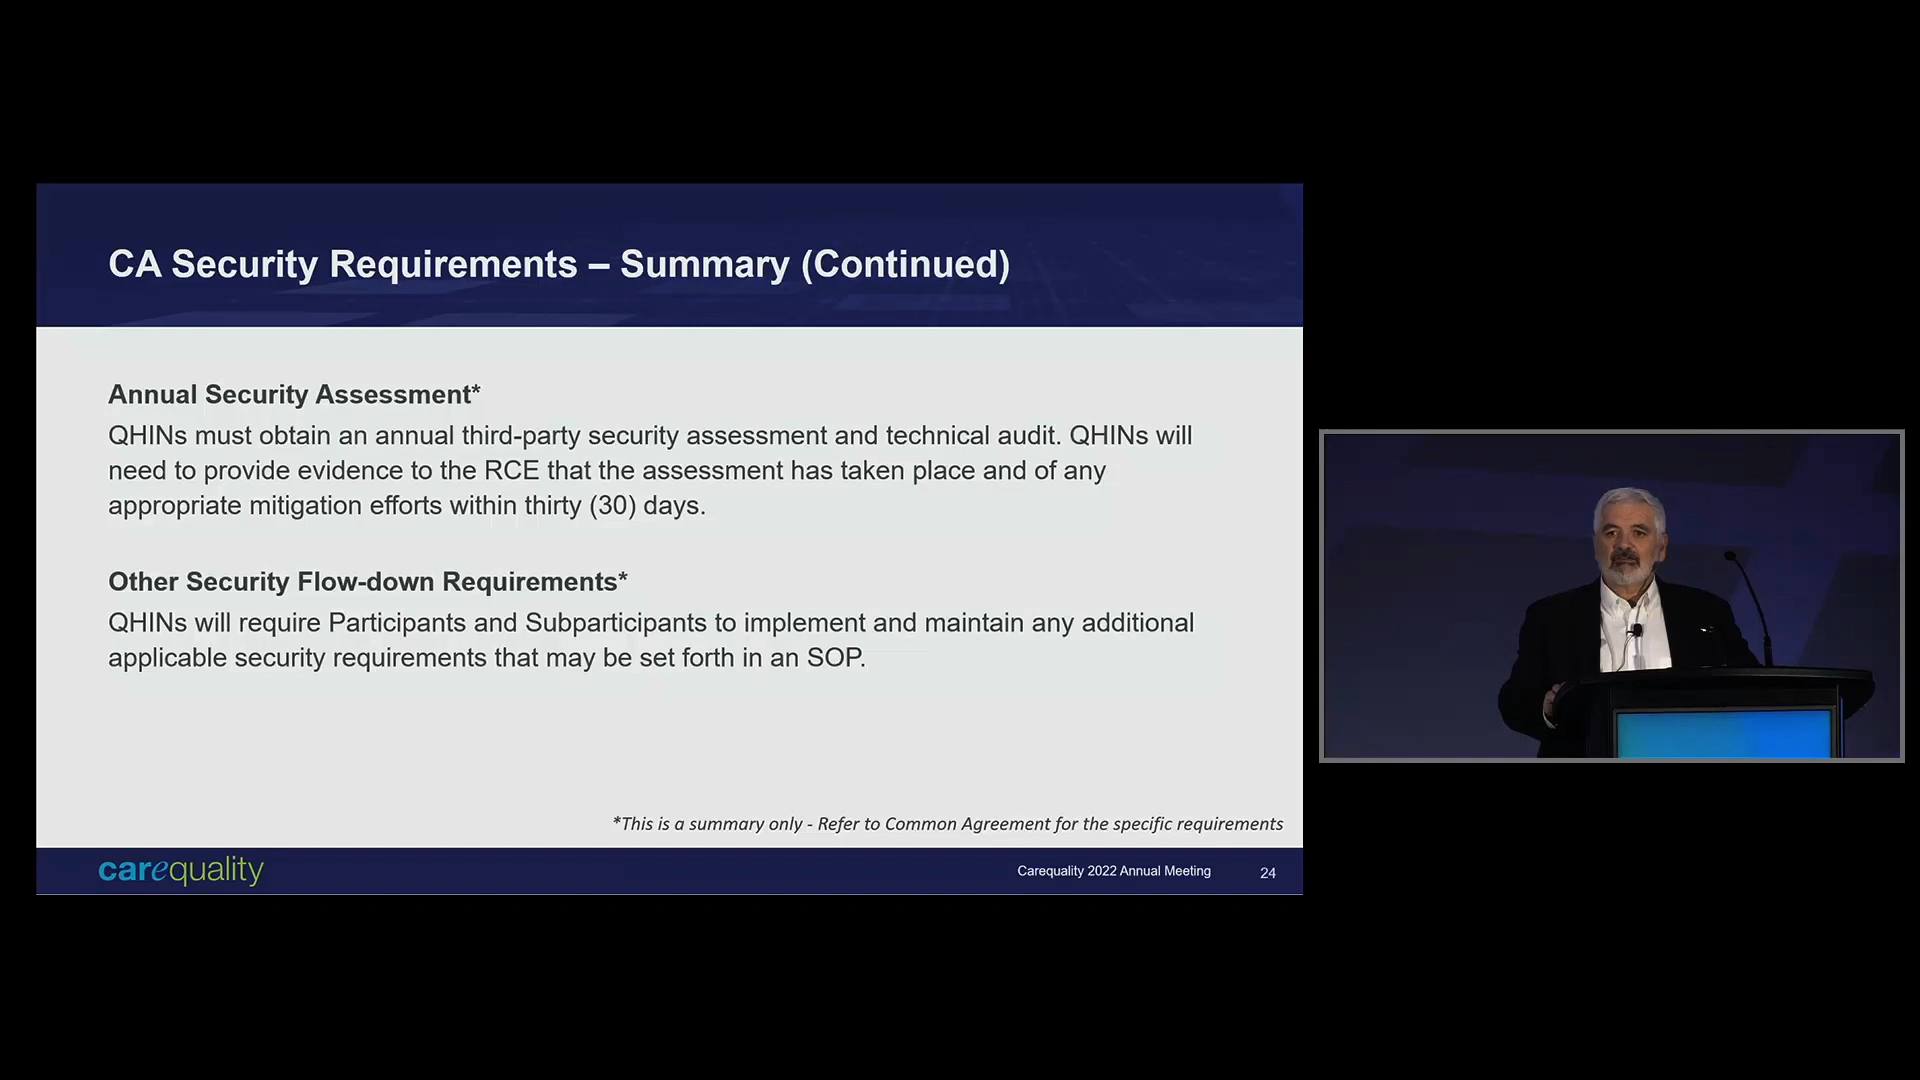 CA Security Requirements – Summary (Continued)
Annual Security Assessment*
QHINs must obtain an annual third-party security assessment and technical audit. QHINs will
need to provide evidence to the RCE that the assessment has taken place and of any
appropriate mitigation efforts within thirty (30) days.
Other Security Flow-down Requirements*
QHINs will require Participants and Subparticipants to implement and maintain any additional
applicable security requirements that may be set forth in an SOP.
*This is a summary only - Refer to Common Agreement for the specific requirements
carequality
Carequality 2022 Annual Meeting
24